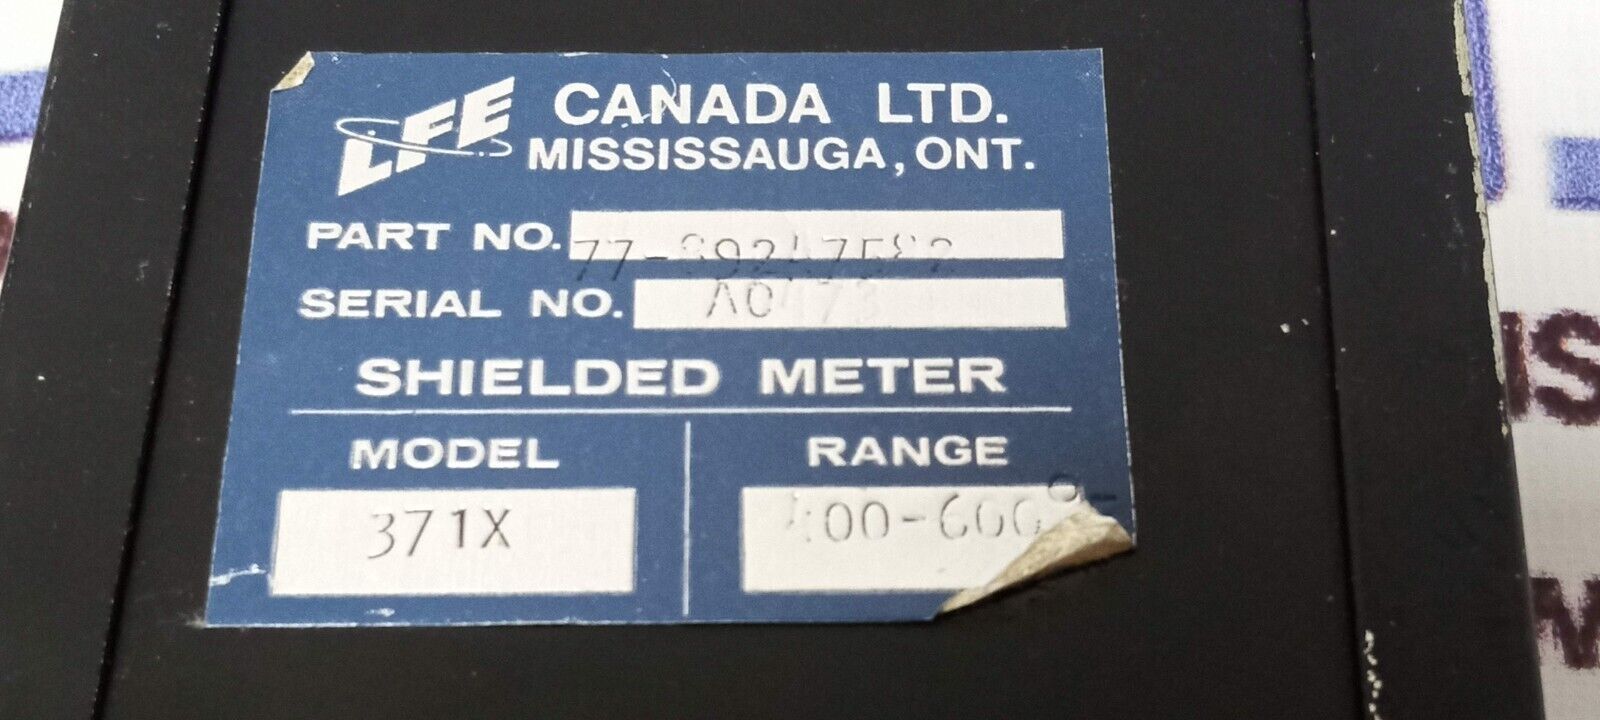 LFE CANADA LTD.
MISSISSAUGA, ONT.
PART NO.
SERIAL NO.
SHIELDED METER
MODEL RANGE
371X